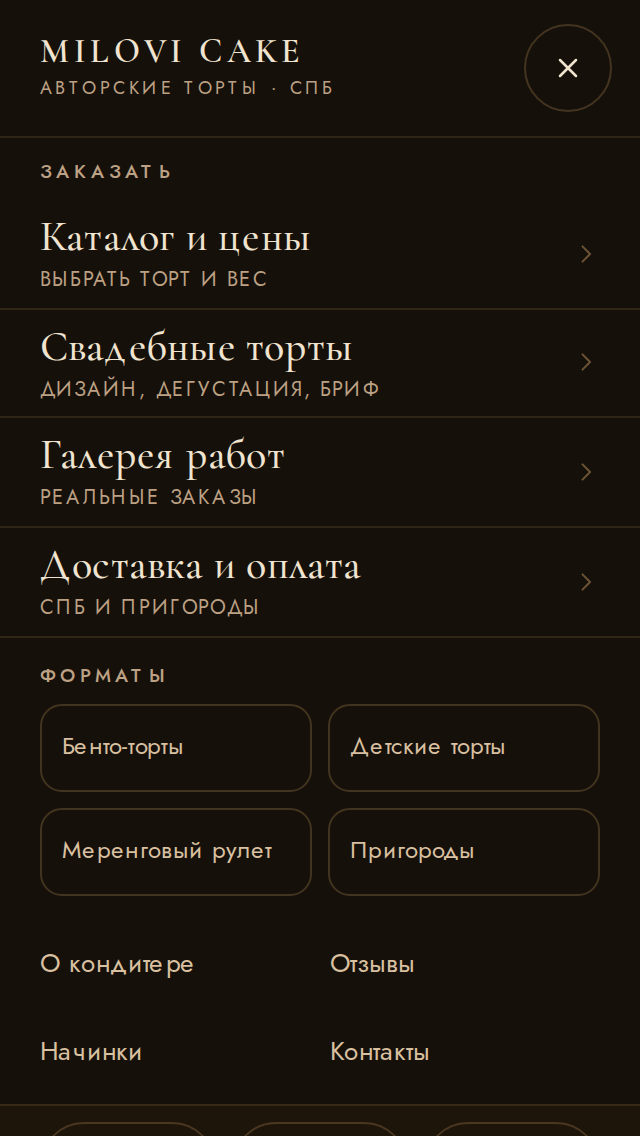 MILOVI CAKE
АВТОРСКИЕ ТОРТЫ · СПБ
ЗАКАЗАТЬ
Каталог и цены
ВЫБРАТЬ ТОРТ И ВЕС
Свадебные торты
ДИЗАЙН, ДЕГУСТАЦИЯ, БРИФ
Галерея работ
РЕАЛЬНЫЕ ЗАКАЗЫ
Доставка и оплата
СПБ И ПРИГОРОДЫ
ФОРМАТЫ
Бенто-торты
Детские торты
Меренговый рулет
Пригороды
О кондитере
Отзывы
Начинки
Контакты